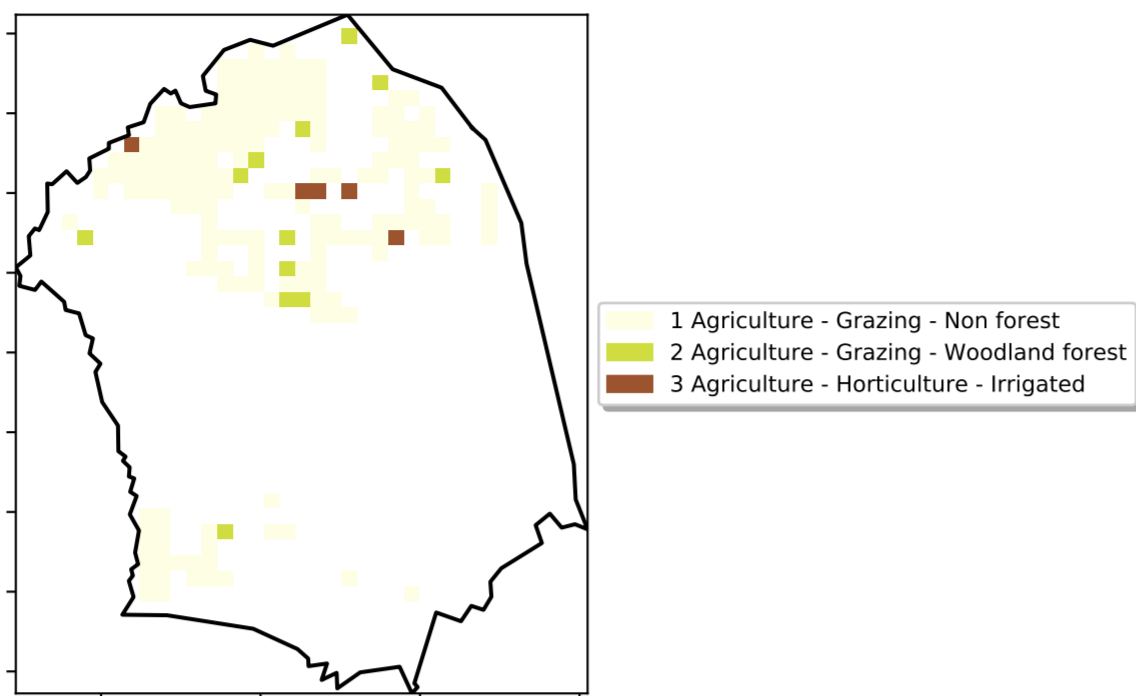 1 Agriculture - Grazing - Non forest
2 Agriculture - Grazing - Woodland forest
3 Agriculture - Horticulture - Irrigated